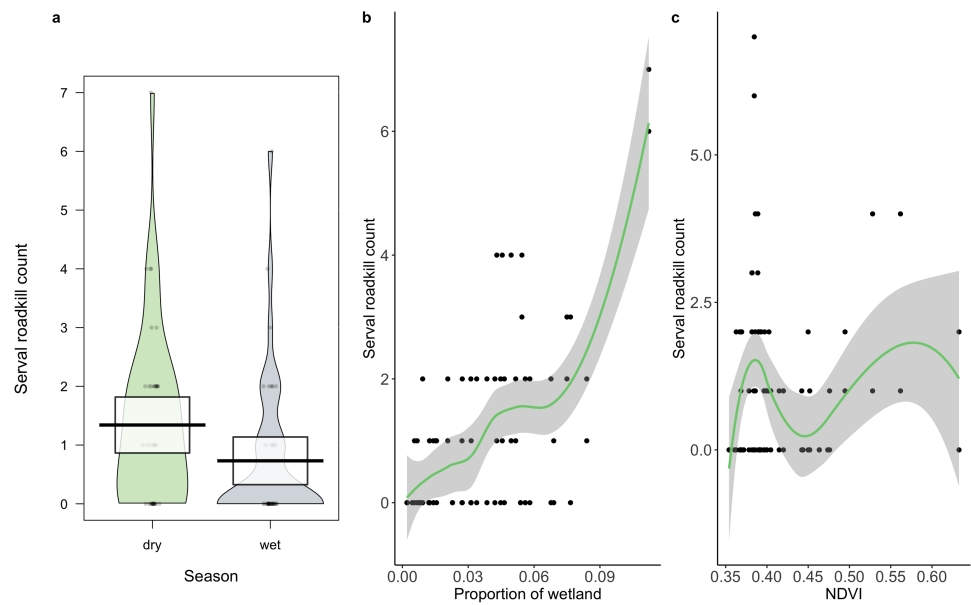 a
Serval roadkill count
7
6
5
4
3
2
1
0
dry
wet
Season
b
Serval roadkill count
6
4
2
0
0.00
0.03
0.06
0.09
Proportion of wetland
c
Serval roadkill count
5.0
2.5
0.0
0.35
0.40
0.45
0.50
0.55
0.60
NDVI